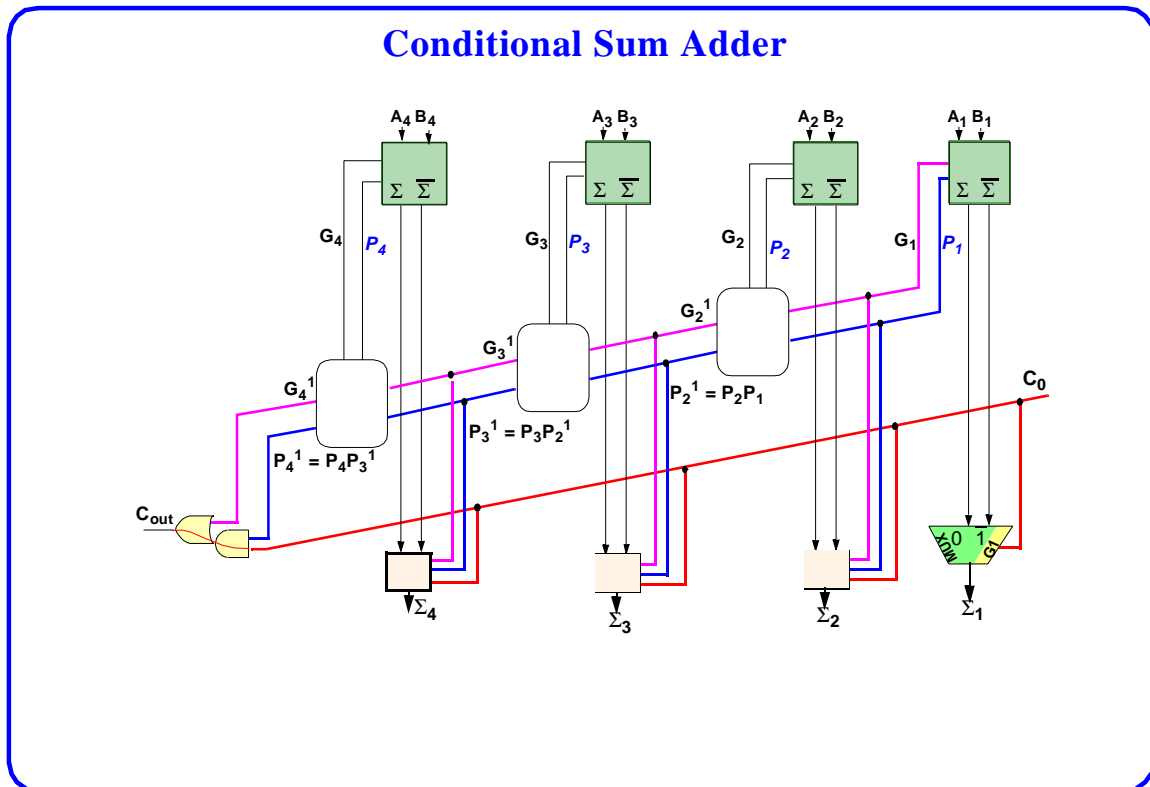 Conditional Sum Adder
A₄ B₄ A₃ B₃ A₂ B₂ A₁ B₁
Σ Σ̅ Σ Σ̅ Σ Σ̅ Σ Σ̅
G₄ P₄ G₃ P₃ G₂ P₂ G₁ P₁
G₂¹
G₃¹
C₀
G₄¹
P₂¹ = P₂P₁
P₃¹ = P₃P₂¹
P₄¹ = P₄P₃¹
Cout
MUX 0 1̅ G1
Σ₄ Σ₃ Σ₂ Σ₁